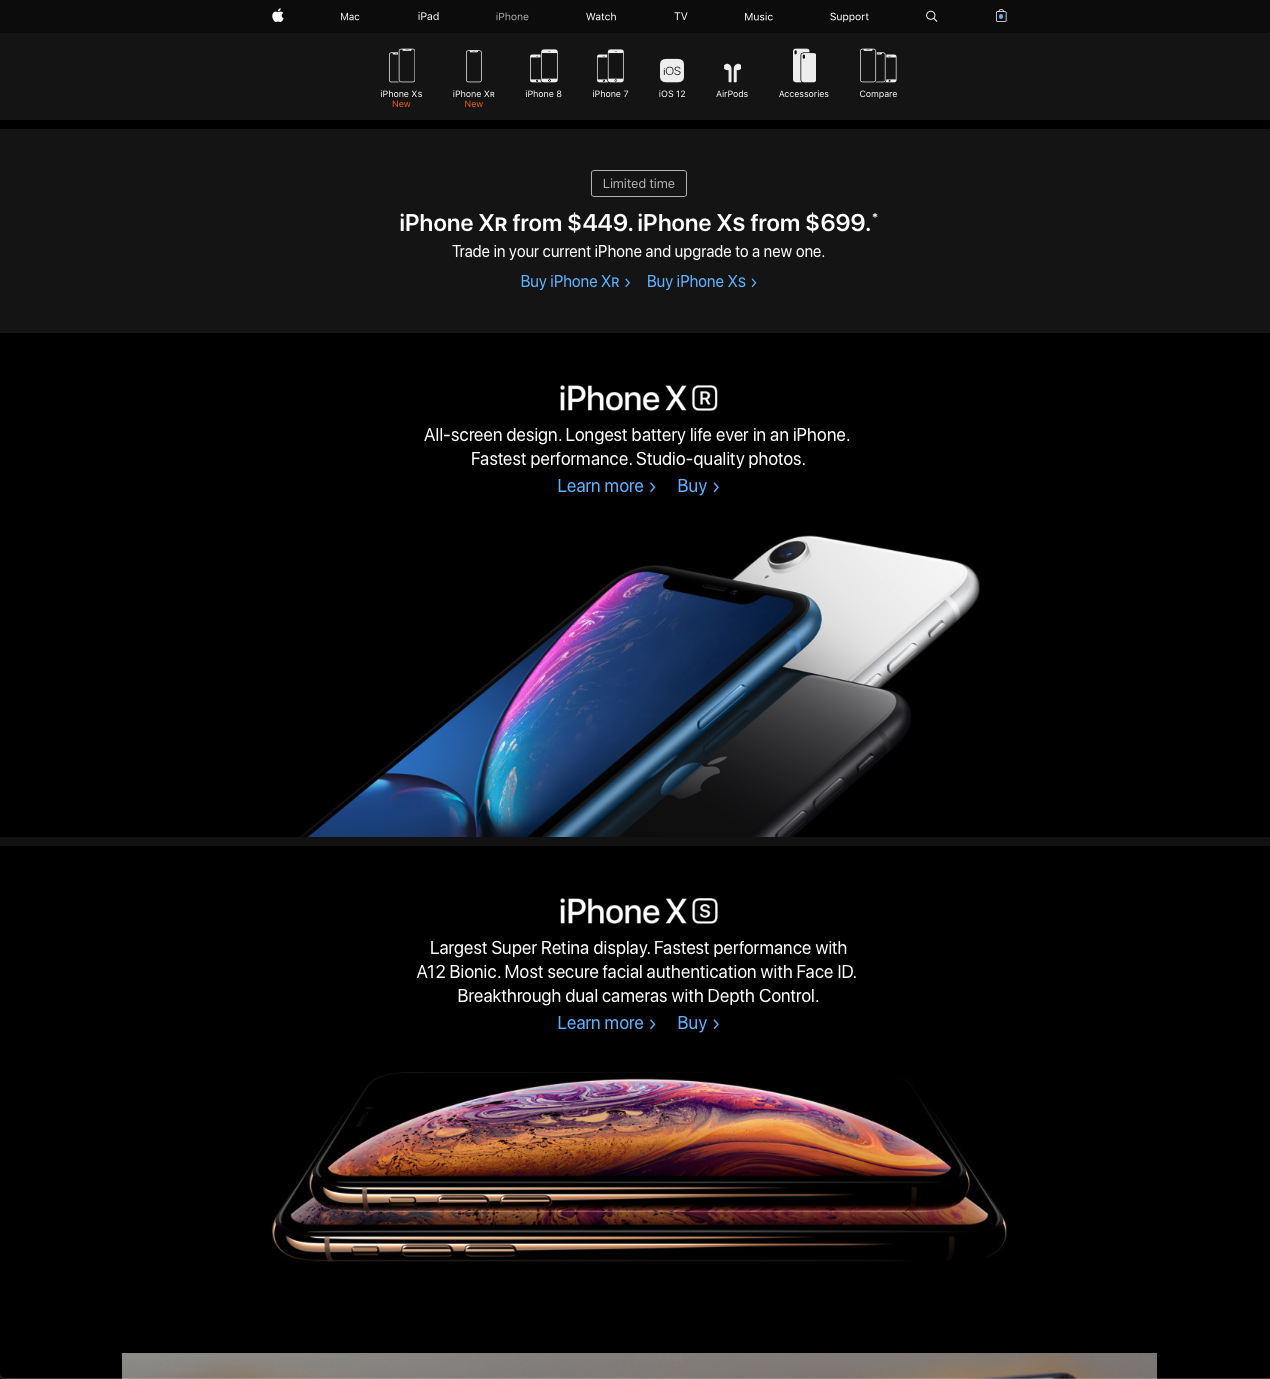 Mac iPad iPhone Watch TV Music Support
iPhone Xs iPhone XR iPhone 8 iPhone 7 iOS iOS 12 AirPods Accessories Compare
New New
Limited time
iPhone XR from $449. iPhone Xs from $699.*
Trade in your current iPhone and upgrade to a new one.
Buy iPhone XR > Buy iPhone Xs >
iPhone XR
All-screen design. Longest battery life ever in an iPhone.
Fastest performance. Studio-quality photos.
Learn more > Buy >
iPhone XS
Largest Super Retina display. Fastest performance with
A12 Bionic. Most secure facial authentication with Face ID.
Breakthrough dual cameras with Depth Control.
Learn more > Buy >